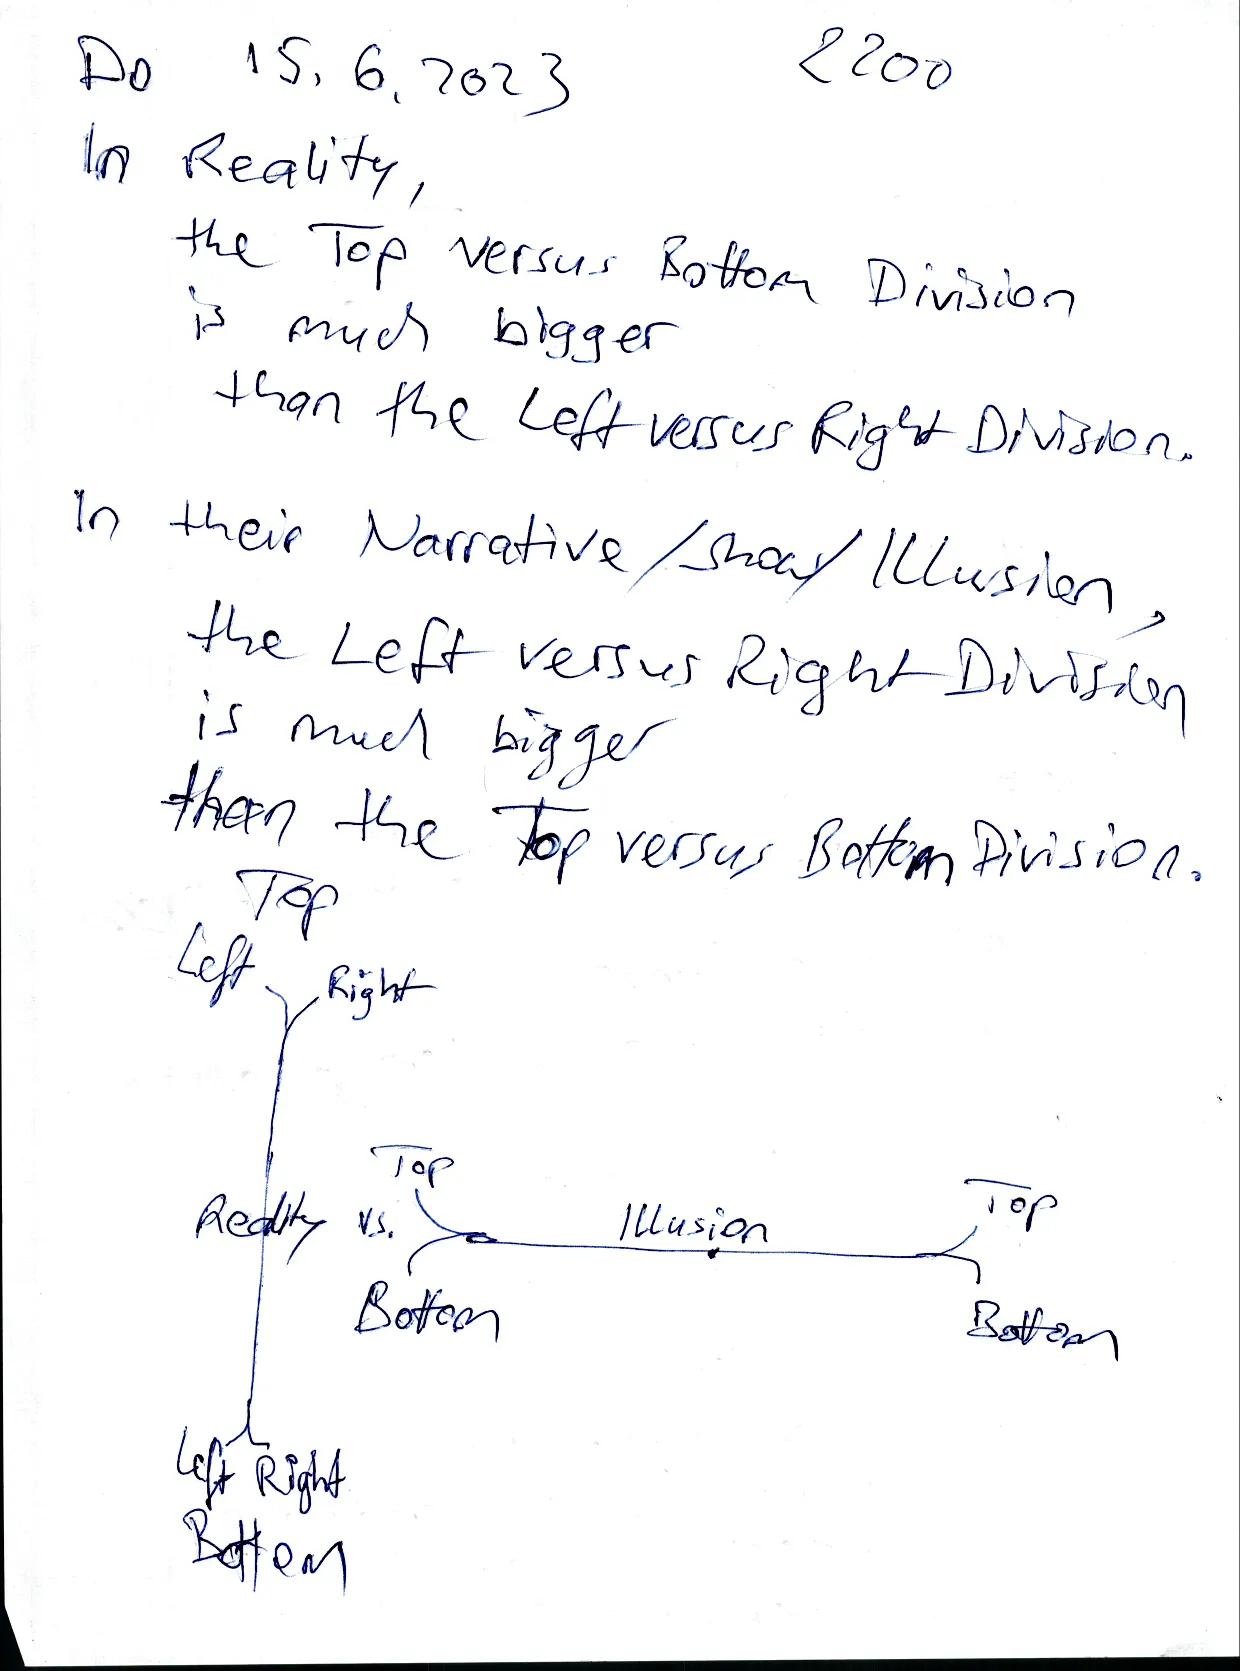 Do 15.6.2023 2200
In Reality,
the Top versus Bottom Division
is much bigger
than the Left versus Right Division.
In their Narrative/Show/Illusion,
the Left versus Right Division
is much bigger
than the Top versus Bottom Division.
Top
Left Right
Top Top
Reality vs. Illusion
Bottom Bottom
Left Right
Bottom